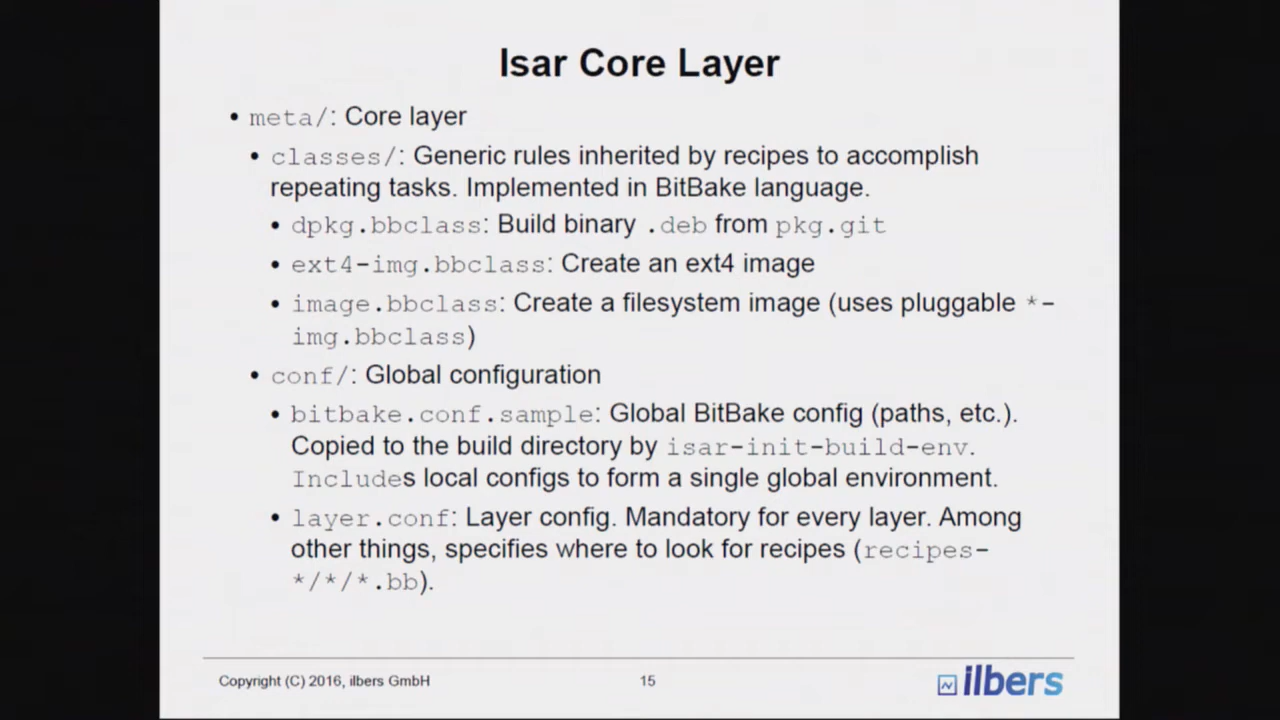 Isar Core Layer
• meta/: Core layer
• classes/: Generic rules inherited by recipes to accomplish
repeating tasks. Implemented in BitBake language.
• dpkg.bbclass: Build binary .deb from pkg.git
• ext4-img.bbclass: Create an ext4 image
• image.bbclass: Create a filesystem image (uses pluggable *-
img.bbclass)
• conf/: Global configuration
• bitbake.conf.sample: Global BitBake config (paths, etc.).
Copied to the build directory by isar-init-build-env.
Includes local configs to form a single global environment.
• layer.conf: Layer config. Mandatory for every layer. Among
other things, specifies where to look for recipes (recipes-
*/*/*.bb).
Copyright (C) 2016, ilbers GmbH
15
ilbers